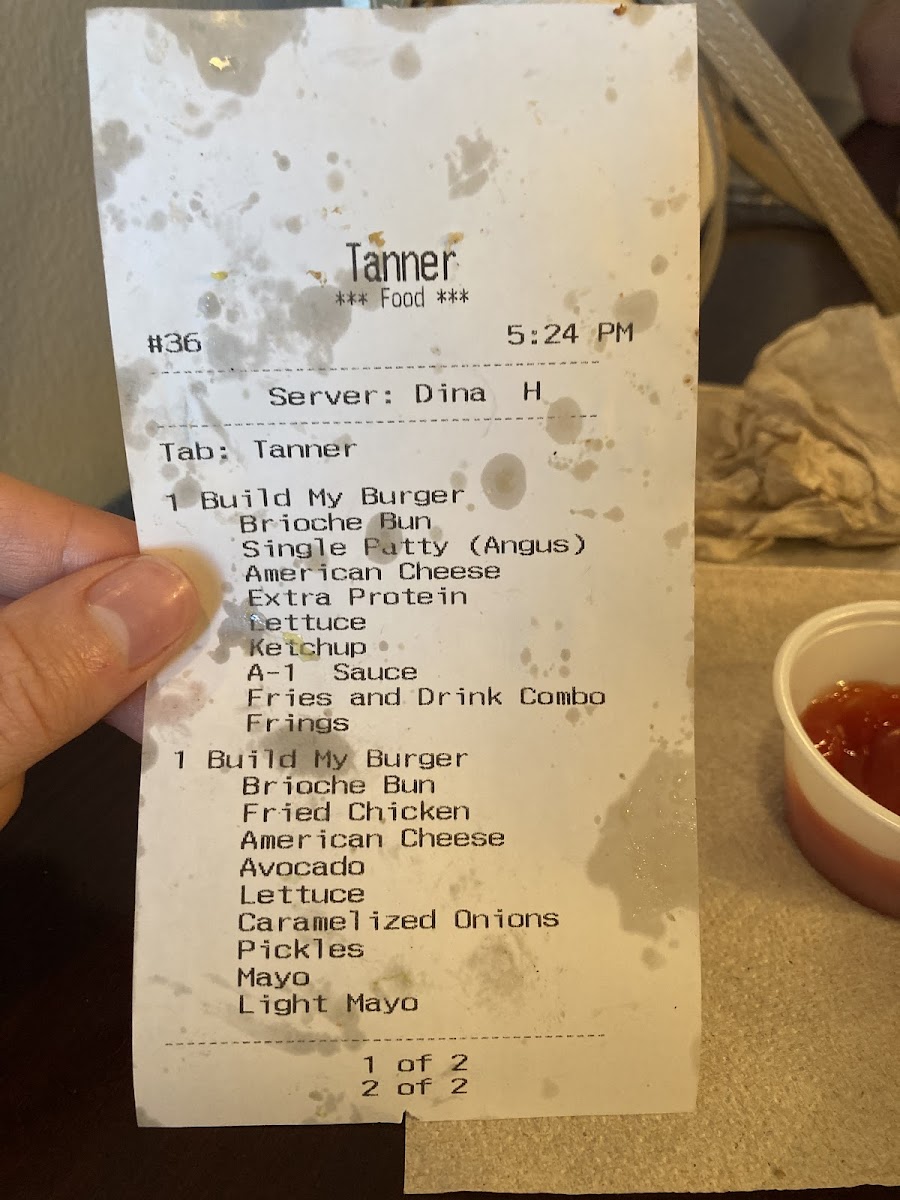 Tanner
*** Food ***
#36 5:24 PM
Server: Dina H
Tab: Tanner
1 Build My Burger
Brioche Bun
Single Patty (Angus)
American Cheese
Extra Protein
Lettuce
Ketchup
A-1 Sauce
Fries and Drink Combo
Frings
1 Build My Burger
Brioche Bun
Fried Chicken
American Cheese
Avocado
Lettuce
Caramelized Onions
Pickles
Mayo
Light Mayo
1 of 2
2 of 2